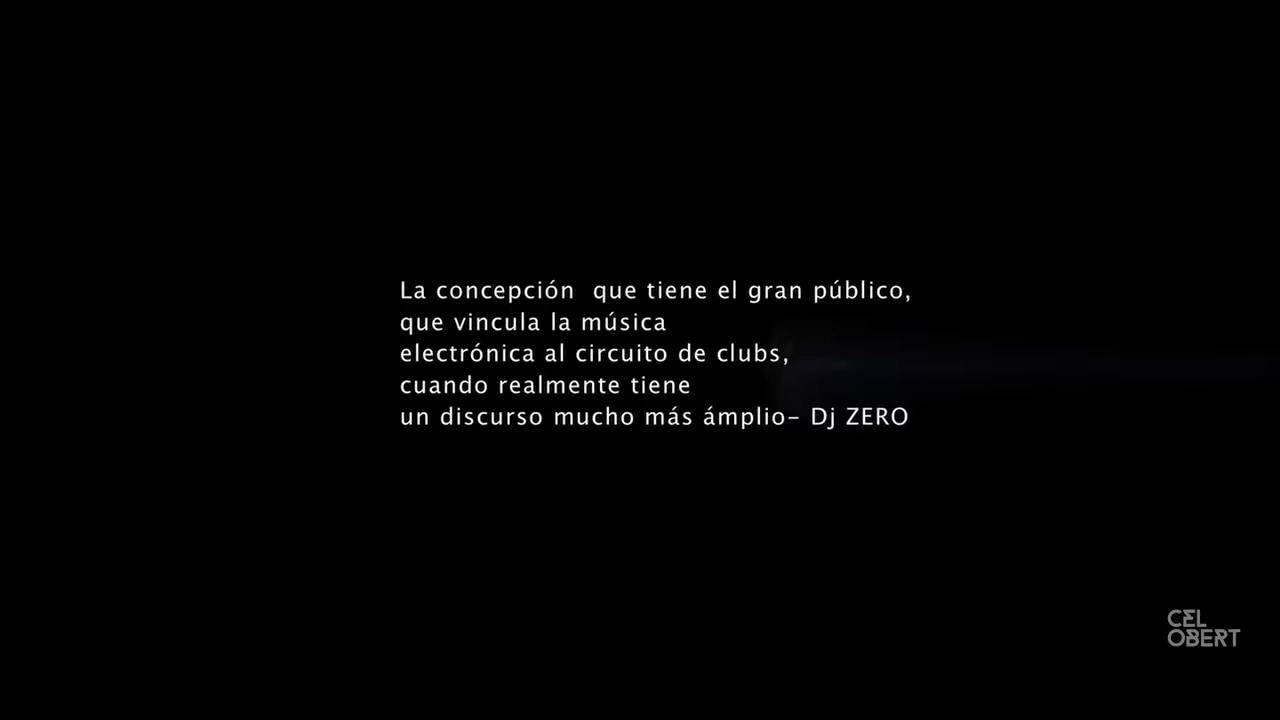 La concepción  que tiene el gran público,
que vincula la música
electrónica al circuito de clubs,
cuando realmente tiene
un discurso mucho más ámplio– Dj ZERO
CEL
OBERT